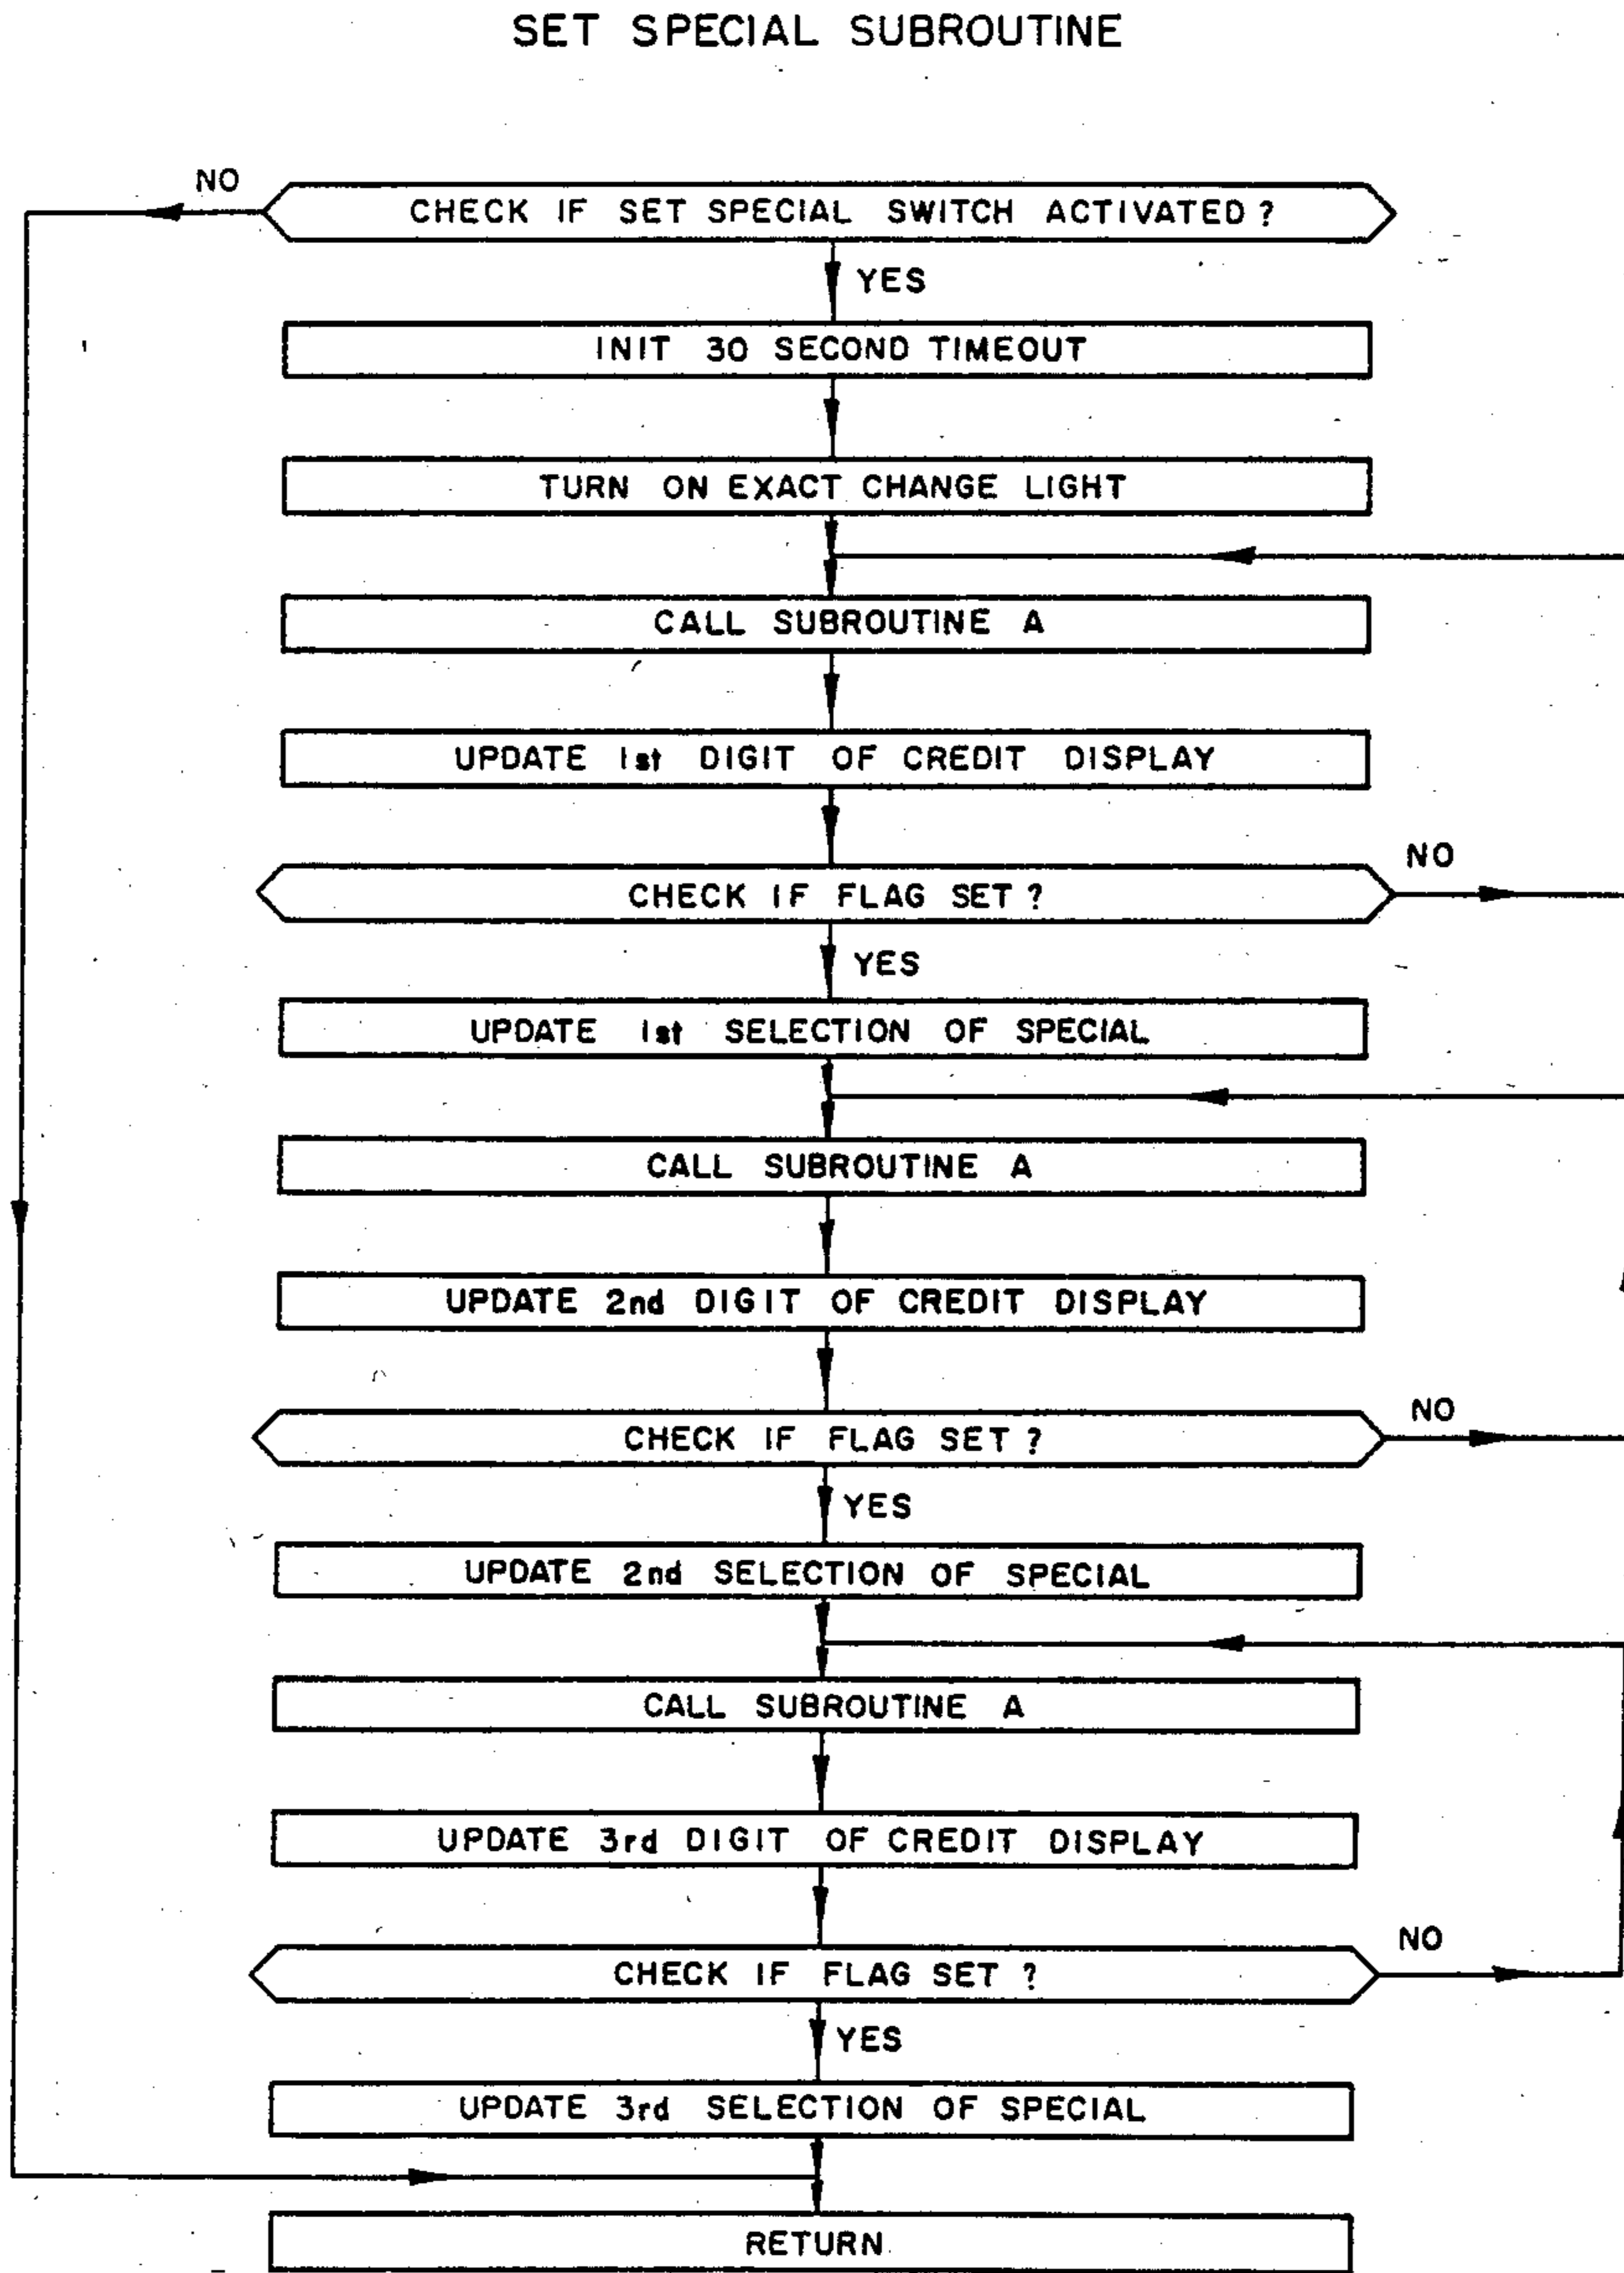 SET SPECIAL SUBROUTINE
NO
CHECK IF SET SPECIAL SWITCH ACTIVATED?
YES
INIT 30 SECOND TIMEOUT
TURN ON EXACT CHANGE LIGHT
CALL SUBROUTINE A
UPDATE 1st DIGIT OF CREDIT DISPLAY
NO
CHECK IF FLAG SET?
YES
UPDATE 1st SELECTION OF SPECIAL
CALL SUBROUTINE A
UPDATE 2nd DIGIT OF CREDIT DISPLAY
NO
CHECK IF FLAG SET?
YES
UPDATE 2nd SELECTION OF SPECIAL
CALL SUBROUTINE A
UPDATE 3rd DIGIT OF CREDIT DISPLAY
NO
CHECK IF FLAG SET ?
YES
UPDATE 3rd SELECTION OF SPECIAL
RETURN